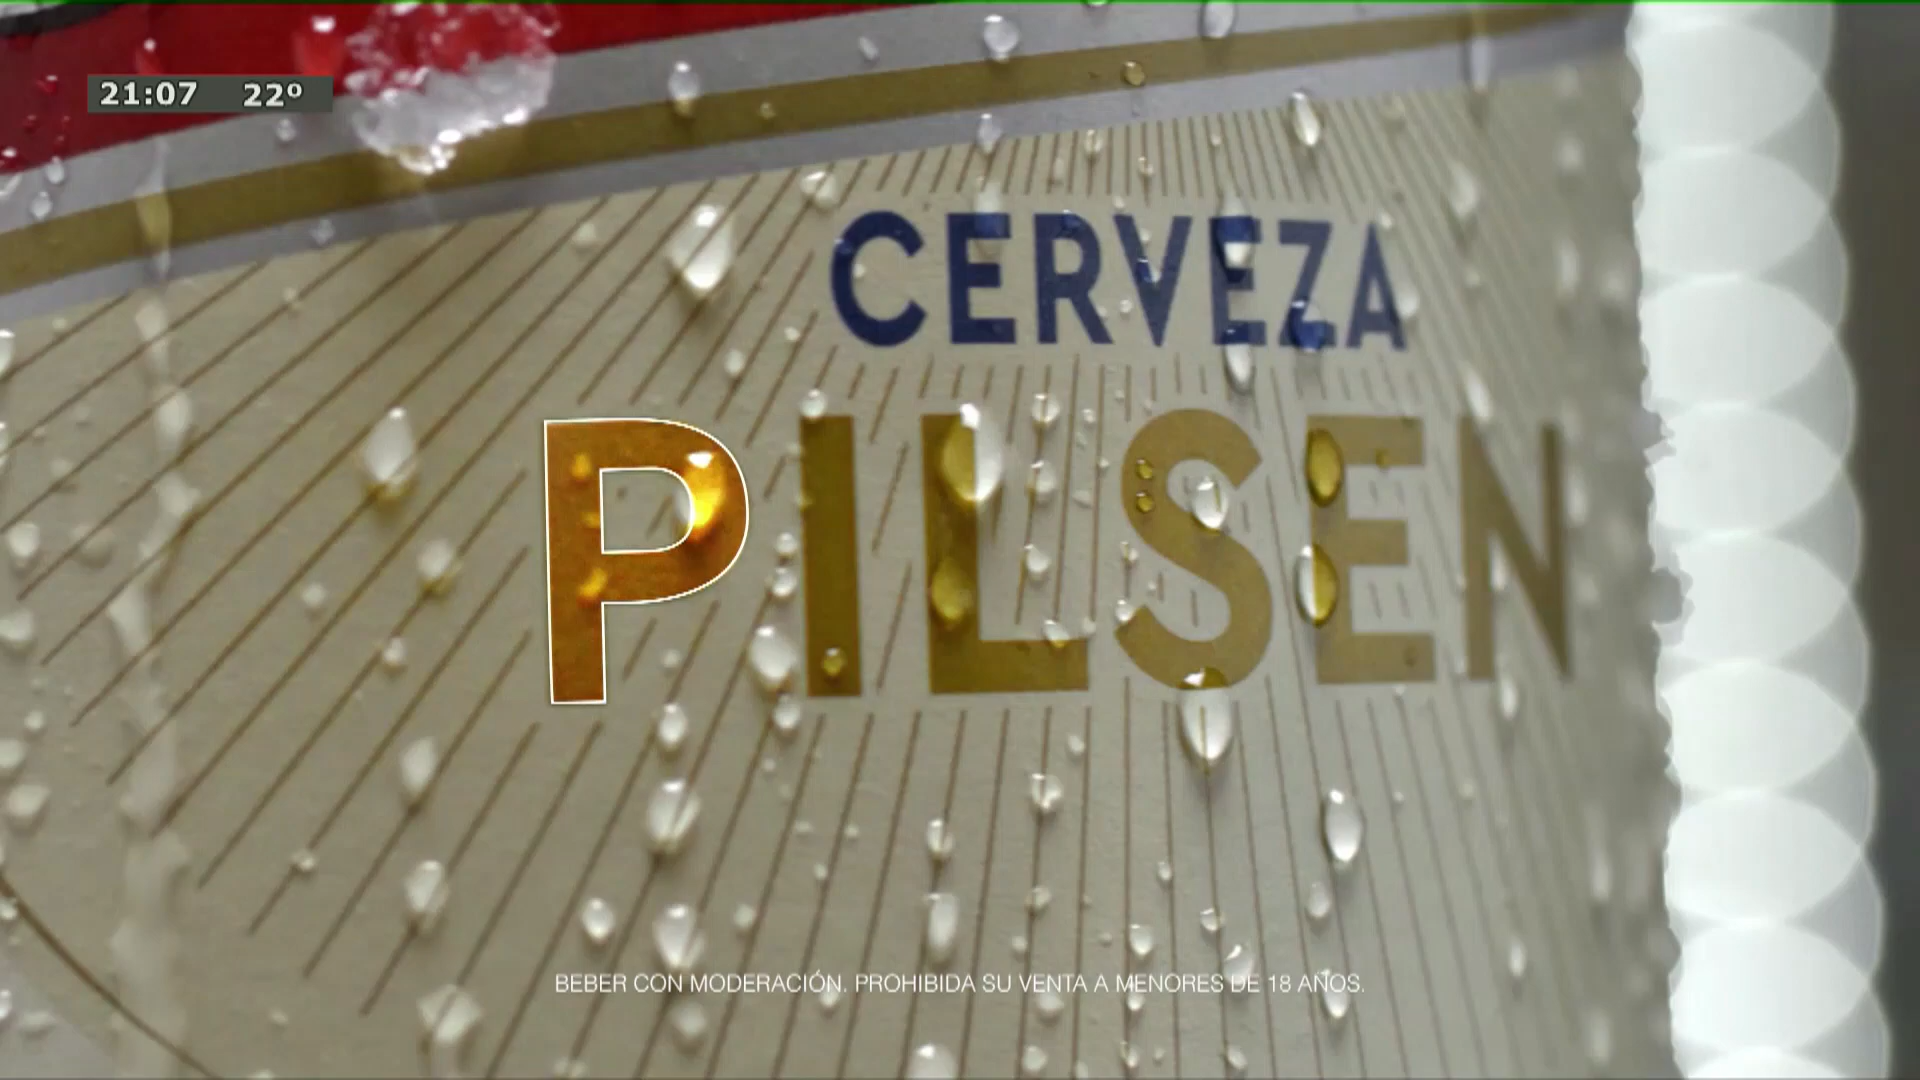 21:07 22º
CERVEZA
PILSEN
BEBER CON MODERACIÓN. PROHIBIDA SU VENTA A MENORES DE 18 AÑOS.